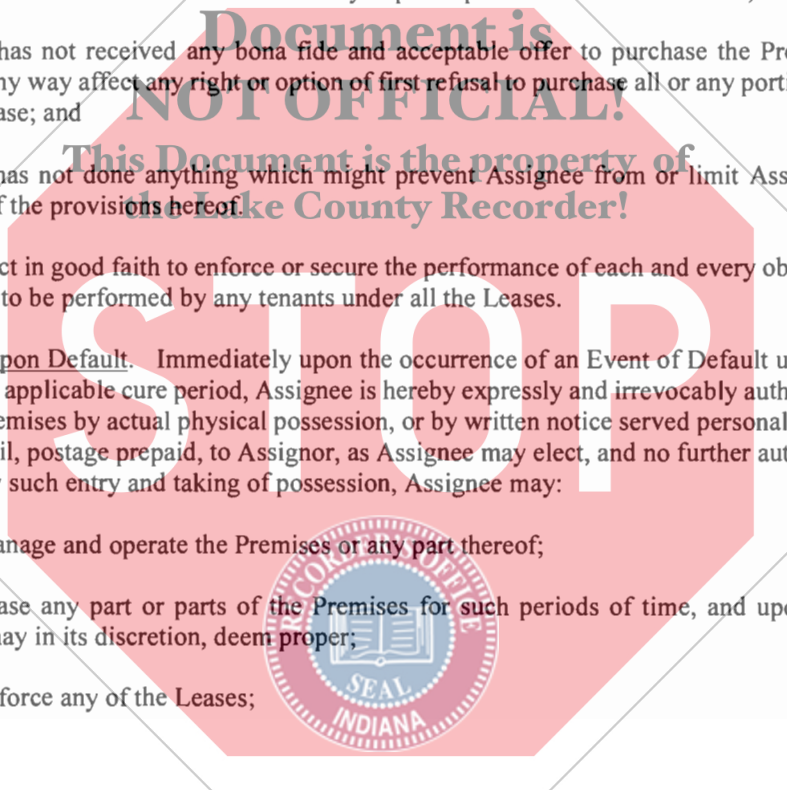 Document is
has not received any bona fide and acceptable offer to purchase the Pre
ny way affect any right or option of first refusal to purchase all or any porti
NOT OFFICIAL!
ase; and
This Document is the property of
has not done anything which might prevent Assignee from or limit Ass
the Lake County Recorder!
f the provisions hereof.
ct in good faith to enforce or secure the performance of each and every ob
to be performed by any tenants under all the Leases.
STOP
pon Default. Immediately upon the occurrence of an Event of Default u
applicable cure period, Assignee is hereby expressly and irrevocably auth
emises by actual physical possession, or by written notice served personal
il, postage prepaid, to Assignor, as Assignee may elect, and no further aut
such entry and taking of possession, Assignee may:
anage and operate the Premises or any part thereof;
RECORDER'S OFFICE
ase any part or parts of the Premises for such periods of time, and upo
nay in its discretion, deem proper;
SEAL
force any of the Leases;
INDIANA